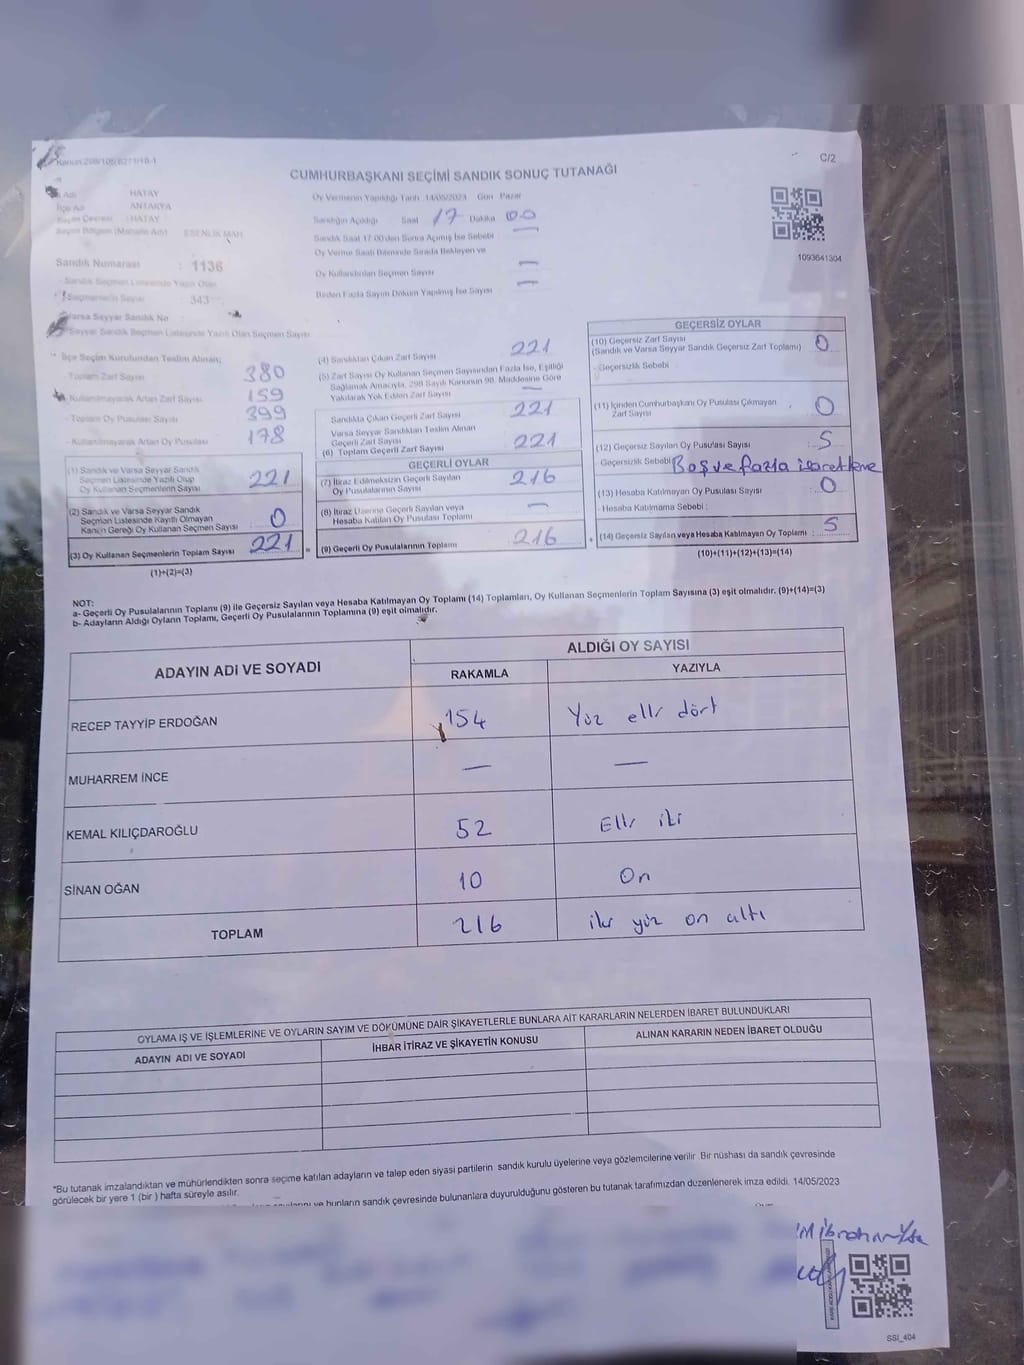 Kanun:298/105(6271/18-1
C/2
CUMHURBAŞKANI SEÇİMİ SANDIK SONUÇ TUTANAĞI
Adı : HATAY
İlçe Adı : ANTAKYA
Seçim Çevresi : HATAY
Seçim Bölgesi (Mahalle Adı) : ESENLİK MAH.
Sandık Numarası : 1136
Sandık Seçmen Listesinde Yazılı Olan
Seçmenlerin Sayısı : 343
Varsa Seyyar Sandık No
Seyyar Sandık Seçmen Listesinde Yazılı Olan Seçmen Sayısı
Oy Vermenin Yapıldığı Tarih 14/05/2023 Gün Pazar
Sandığın Açıldığı Saat 17 Dakika 00
Sandık Saat 17:00'den Sonra Açılmış İse Sebebi —
Oy Verme Saati Bitiminde Sırada Bekleyen ve
Oy Kullandırılan Seçmen Sayısı —
Birden Fazla Sayım Döküm Yapılmış İse Sayısı —
1093641304
İlçe Seçim Kurulundan Teslim Alınan;
- Toplam Zarf Sayısı 380
- Kullanılmayarak Artan Zarf Sayısı 159
- Toplam Oy Pusulası Sayısı 399
- Kullanılmayarak Artan Oy Pusulası 178
(1) Sandık ve Varsa Seyyar Sandık
Seçmen Listesinde Yazılı Olup
Oy Kullanan Seçmenlerin Sayısı 221
(2) Sandık ve Varsa Seyyar Sandık
Seçmen Listesinde Kayıtlı Olmayan
Kanun Gereği Oy Kullanan Seçmen Sayısı 0
(3) Oy Kullanan Seçmenlerin Toplam Sayısı 221 =
(1)+(2)=(3)
(4) Sandıktan Çıkan Zarf Sayısı 221
(5) Zarf Sayısı Oy Kullanan Seçmen Sayısından Fazla İse, Eşitliği
Sağlamak Amacıyla, 298 Sayılı Kanunun 98. Maddesine Göre
Yakılarak Yok Edilen Zarf Sayısı —
Sandıkta Çıkan Geçerli Zarf Sayısı 221
Varsa Seyyar Sandıktan Teslim Alınan
Geçerli Zarf Sayısı
(6) Toplam Geçerli Zarf Sayısı 221
GEÇERLİ OYLAR
(7) İtiraz Edilmeksizin Geçerli Sayılan
Oy Pusulalarının Sayısı 216
(8) İtiraz Üzerine Geçerli Sayılan veya
Hesaba Katılan Oy Pusulası Toplamı —
(9) Geçerli Oy Pusulalarının Toplamı 216 +
GEÇERSİZ OYLAR
(10) Geçersiz Zarf Sayısı
(Sandık ve Varsa Seyyar Sandık Geçersiz Zarf Toplamı) 0
- Geçersizlik Sebebi
(11) İçinden Cumhurbaşkanı Oy Pusulası Çıkmayan
Zarf Sayısı 0
(12) Geçersiz Sayılan Oy Pusulası Sayısı : 5
Geçersizlik Sebebi Boş ve fazla işaretleme
(13) Hesaba Katılmayan Oy Pusulası Sayısı : 0
- Hesaba Katılmama Sebebi :
(14) Geçersiz Sayılan veya Hesaba Katılmayan Oy Toplamı : 5
(10)+(11)+(12)+(13)=(14)
NOT:
a- Geçerli Oy Pusulalarının Toplamı (9) ile Geçersiz Sayılan veya Hesaba Katılmayan Oy Toplamı (14) Toplamları, Oy Kullanan Seçmenlerin Toplam Sayısına (3) eşit olmalıdır. (9)+(14)=(3)
b- Adayların Aldığı Oyların Toplamı, Geçerli Oy Pusulalarının Toplamına (9) eşit olmalıdır.
ADAYIN ADI VE SOYADI
ALDIĞI OY SAYISI
RAKAMLA YAZIYLA
RECEP TAYYİP ERDOĞAN 154 Yüz elli dört
MUHARREM İNCE — —
KEMAL KILIÇDAROĞLU 52 Elli iki
SİNAN OĞAN 10 On
TOPLAM 216 iki yüz on altı
OYLAMA İŞ VE İŞLEMLERİNE VE OYLARIN SAYIM VE DÖKÜMÜNE DAİR ŞİKAYETLERLE BUNLARA AİT KARARLARIN NELERDEN İBARET BULUNDUKLARI
ADAYIN ADI VE SOYADI İHBAR İTİRAZ VE ŞİKAYETİN KONUSU ALINAN KARARIN NEDEN İBARET OLDUĞU
*Bu tutanak imzalandıktan ve mühürlendikten sonra seçime katılan adayların ve talep eden siyasi partilerin sandık kurulu üyelerine veya gözlemcilerine verilir. Bir nüshası da sandık çevresinde
görülecek bir yere 1 (bir) hafta süreyle asılır.
ve bunların sandık çevresinde bulunanlara duyurulduğunu gösteren bu tutanak tarafımızdan düzenlenerek imza edildi. 14/05/2023
SSI_404